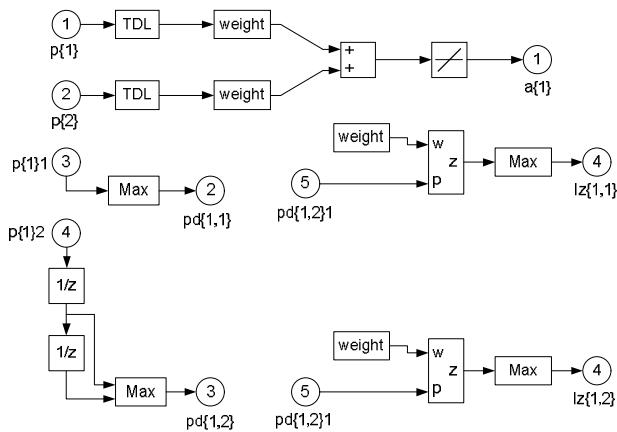 1 TDL weight
p{1}
+
+
1
a{1}
2 TDL weight
p{2}
p{1}1 3
Max 2
pd{1,1}
weight
w
z
p
Max 4
5
pd{1,2}1
Iz{1,1}
p{1}2 4
1/z
1/z
Max 3
pd{1,2}
weight
w
z
p
Max 4
5
pd{1,2}1
Iz{1,2}